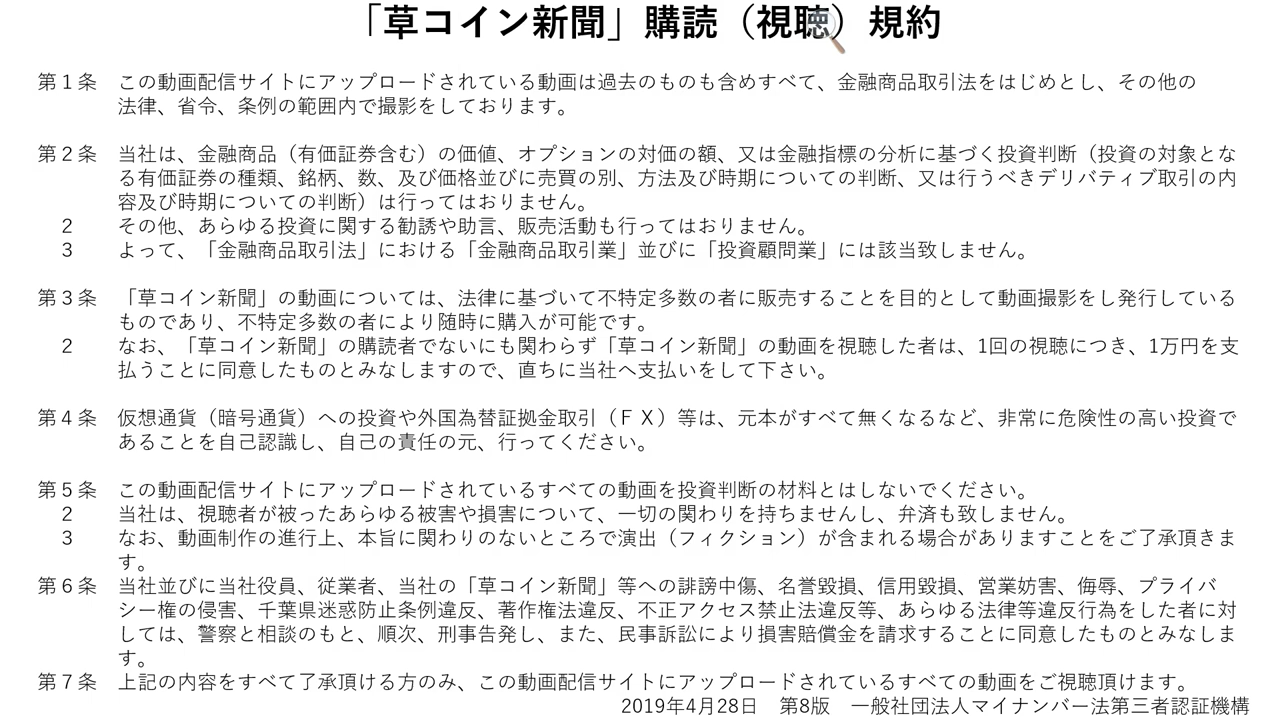 「草コイン新聞」購読（視聴）規約
第１条　この動画配信サイトにアップロードされている動画は過去のものも含めすべて、金融商品取引法をはじめとし、その他の
法律、省令、条例の範囲内で撮影をしております。
第２条　当社は、金融商品（有価証券含む）の価値、オプションの対価の額、又は金融指標の分析に基づく投資判断（投資の対象とな
る有価証券の種類、銘柄、数、及び価格並びに売買の別、方法及び時期についての判断、又は行うべきデリバティブ取引の内
容及び時期についての判断）は行ってはおりません。
2　その他、あらゆる投資に関する勧誘や助言、販売活動も行ってはおりません。
3　よって、「金融商品取引法」における「金融商品取引業」並びに「投資顧問業」には該当致しません。
第３条　「草コイン新聞」の動画については、法律に基づいて不特定多数の者に販売することを目的として動画撮影をし発行している
ものであり、不特定多数の者により随時に購入が可能です。
2　なお、「草コイン新聞」の購読者でないにも関わらず「草コイン新聞」の動画を視聴した者は、1回の視聴につき、1万円を支
払うことに同意したものとみなしますので、直ちに当社へ支払いをして下さい。
第４条　仮想通貨（暗号通貨）への投資や外国為替証拠金取引（ＦＸ）等は、元本がすべて無くなるなど、非常に危険性の高い投資で
あることを自己認識し、自己の責任の元、行ってください。
第５条　この動画配信サイトにアップロードされているすべての動画を投資判断の材料とはしないでください。
2　当社は、視聴者が被ったあらゆる被害や損害について、一切の関わりを持ちませんし、弁済も致しません。
3　なお、動画制作の進行上、本旨に関わりのないところで演出（フィクション）が含まれる場合がありますことをご了承頂きま
す。
第６条　当社並びに当社役員、従業者、当社の「草コイン新聞」等への誹謗中傷、名誉毀損、信用毀損、営業妨害、侮辱、プライバ
シー権の侵害、千葉県迷惑防止条例違反、著作権法違反、不正アクセス禁止法違反等、あらゆる法律等違反行為をした者に対
しては、警察と相談のもと、順次、刑事告発し、また、民事訴訟により損害賠償金を請求することに同意したものとみなしま
す。
第７条　上記の内容をすべて了承頂ける方のみ、この動画配信サイトにアップロードされているすべての動画をご視聴頂けます。
2019年4月28日　第8版　一般社団法人マイナンバー法第三者認証機構